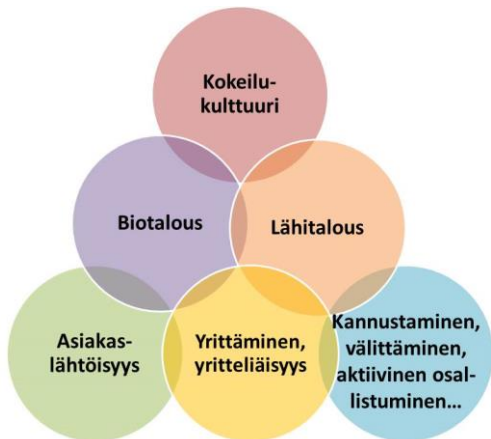 Kokeilu-
kulttuuri
Biotalous
Lähitalous
Asiakas-
lähtöisyys
Yrittäminen,
yritteliäisyys
Kannustaminen,
välittäminen,
aktiivinen osal-
listuminen…